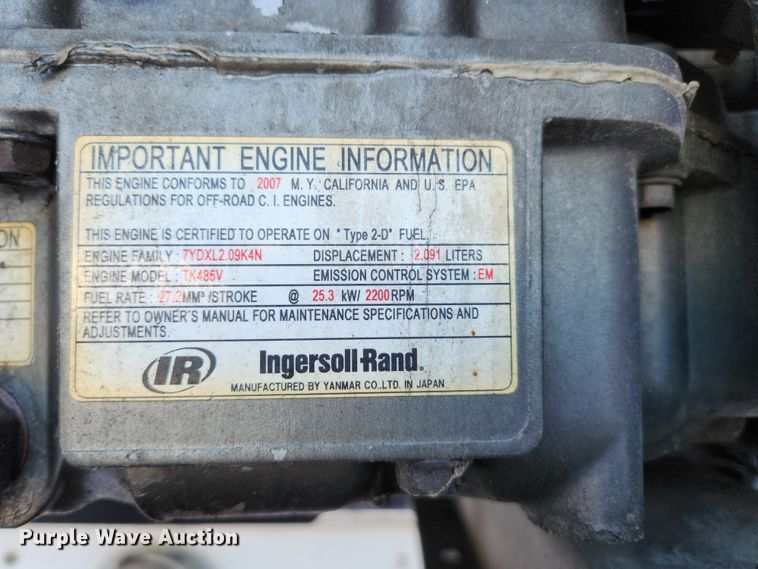 IMPORTANT ENGINE INFORMATION
THIS ENGINE CONFORMS TO 2007 M.Y. CALIFORNIA AND U.S. EPA
REGULATIONS FOR OFF-ROAD C.I. ENGINES.
THIS ENGINE IS CERTIFIED TO OPERATE ON "Type 2-D" FUEL.
ENGINE FAMILY : 7YDXL2.09K4N DISPLACEMENT : 2.091 LITERS
ENGINE MODEL : TK486V EMISSION CONTROL SYSTEM : EM
FUEL RATE : 27.2MM³/STROKE @ 25.3 kW/ 2200RPM
REFER TO OWNER'S MANUAL FOR MAINTENANCE SPECIFICATIONS AND
ADJUSTMENTS.
IR Ingersoll-Rand®
MANUFACTURED BY YANMAR CO.,LTD. IN JAPAN
ON
Purple Wave Auction